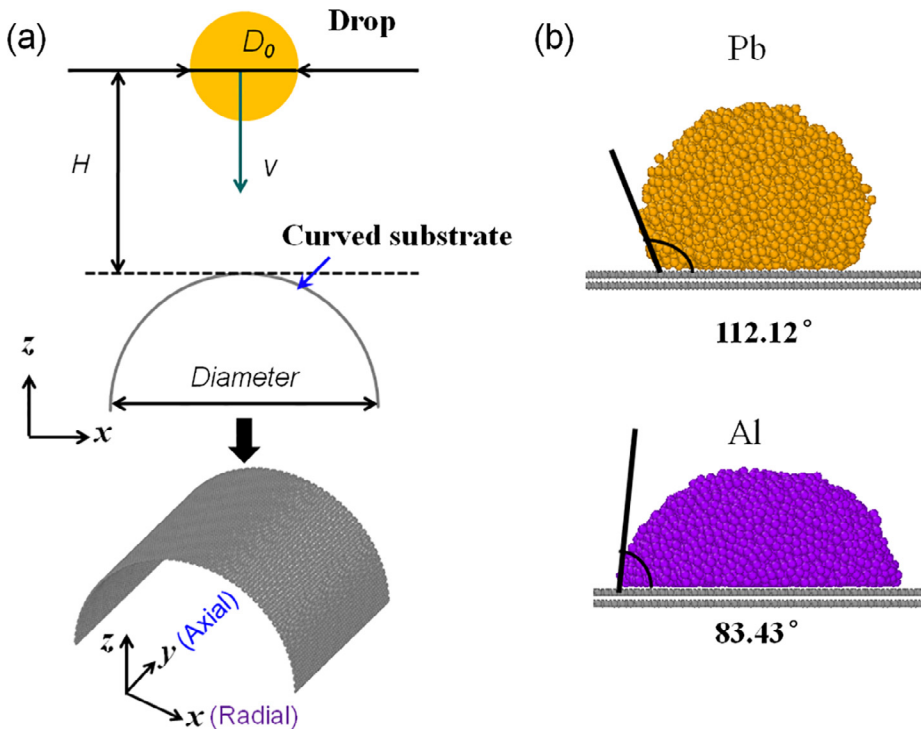 (a)
Drop
D₀
H
v
Curved substrate
z
Diameter
x
z
y (Axial)
x (Radial)
(b)
Pb
112.12°
Al
83.43°